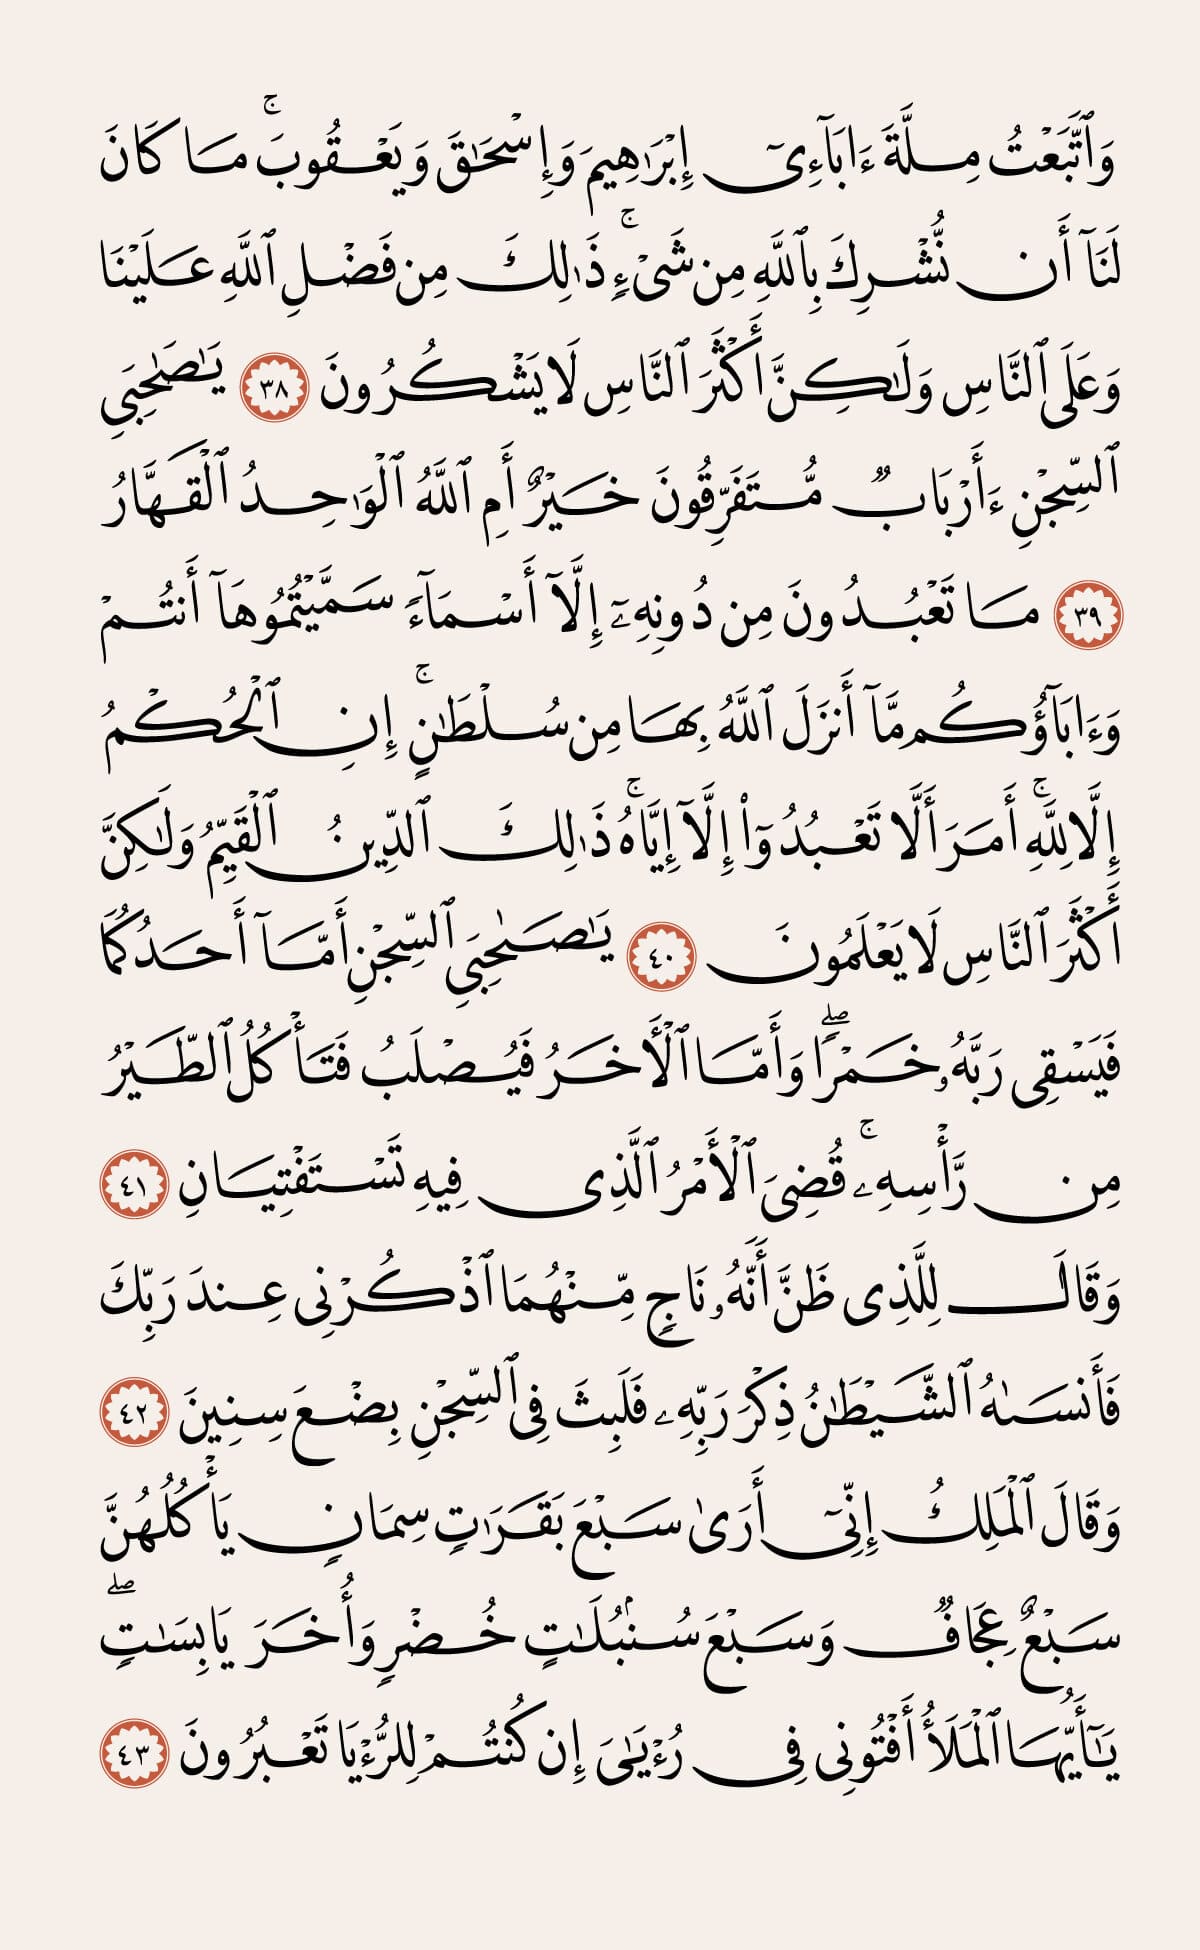 وَٱتَّبَعْتُ مِلَّةَ ءَابَآءِىٓ إِبْرَٰهِيمَ وَإِسْحَٰقَ وَيَعْقُوبَ ۚ مَا كَانَ
لَنَآ أَن نُّشْرِكَ بِٱللَّهِ مِن شَىْءٍ ۚ ذَٰلِكَ مِن فَضْلِ ٱللَّهِ عَلَيْنَا
وَعَلَى ٱلنَّاسِ وَلَٰكِنَّ أَكْثَرَ ٱلنَّاسِ لَا يَشْكُرُونَ ٣٨ يَٰصَٰحِبَىِ
ٱلسِّجْنِ ءَأَرْبَابٌ مُّتَفَرِّقُونَ خَيْرٌ أَمِ ٱللَّهُ ٱلْوَٰحِدُ ٱلْقَهَّارُ
٣٩ مَا تَعْبُدُونَ مِن دُونِهِۦٓ إِلَّآ أَسْمَآءً سَمَّيْتُمُوهَآ أَنتُمْ
وَءَابَآؤُكُم مَّآ أَنزَلَ ٱللَّهُ بِهَا مِن سُلْطَٰنٍ ۚ إِنِ ٱلْحُكْمُ
إِلَّا لِلَّهِ ۚ أَمَرَ أَلَّا تَعْبُدُوٓا۟ إِلَّآ إِيَّاهُ ۚ ذَٰلِكَ ٱلدِّينُ ٱلْقَيِّمُ وَلَٰكِنَّ
أَكْثَرَ ٱلنَّاسِ لَا يَعْلَمُونَ ٤٠ يَٰصَٰحِبَىِ ٱلسِّجْنِ أَمَّآ أَحَدُكُمَا
فَيَسْقِى رَبَّهُۥ خَمْرًا ۖ وَأَمَّا ٱلْـَٔاخَرُ فَيُصْلَبُ فَتَأْكُلُ ٱلطَّيْرُ
مِن رَّأْسِهِۦ ۚ قُضِىَ ٱلْأَمْرُ ٱلَّذِى فِيهِ تَسْتَفْتِيَانِ ٤١
وَقَالَ لِلَّذِى ظَنَّ أَنَّهُۥ نَاجٍ مِّنْهُمَا ٱذْكُرْنِى عِندَ رَبِّكَ
فَأَنسَىٰهُ ٱلشَّيْطَٰنُ ذِكْرَ رَبِّهِۦ فَلَبِثَ فِى ٱلسِّجْنِ بِضْعَ سِنِينَ ٤٢
وَقَالَ ٱلْمَلِكُ إِنِّىٓ أَرَىٰ سَبْعَ بَقَرَٰتٍ سِمَانٍ يَأْكُلُهُنَّ
سَبْعٌ عِجَافٌ وَسَبْعَ سُنۢبُلَٰتٍ خُضْرٍ وَأُخَرَ يَابِسَٰتٍ ۖ
يَٰٓأَيُّهَا ٱلْمَلَأُ أَفْتُونِى فِى رُءْيَٰىَ إِن كُنتُمْ لِلرُّءْيَا تَعْبُرُونَ ٤٣